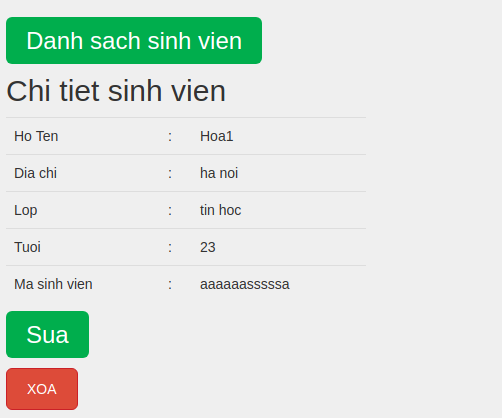 Danh sach sinh vien
Chi tiet sinh vien
Ho Ten : Hoa1
Dia chi : ha noi
Lop : tin hoc
Tuoi : 23
Ma sinh vien : aaaaaasssssa
Sua
XOA